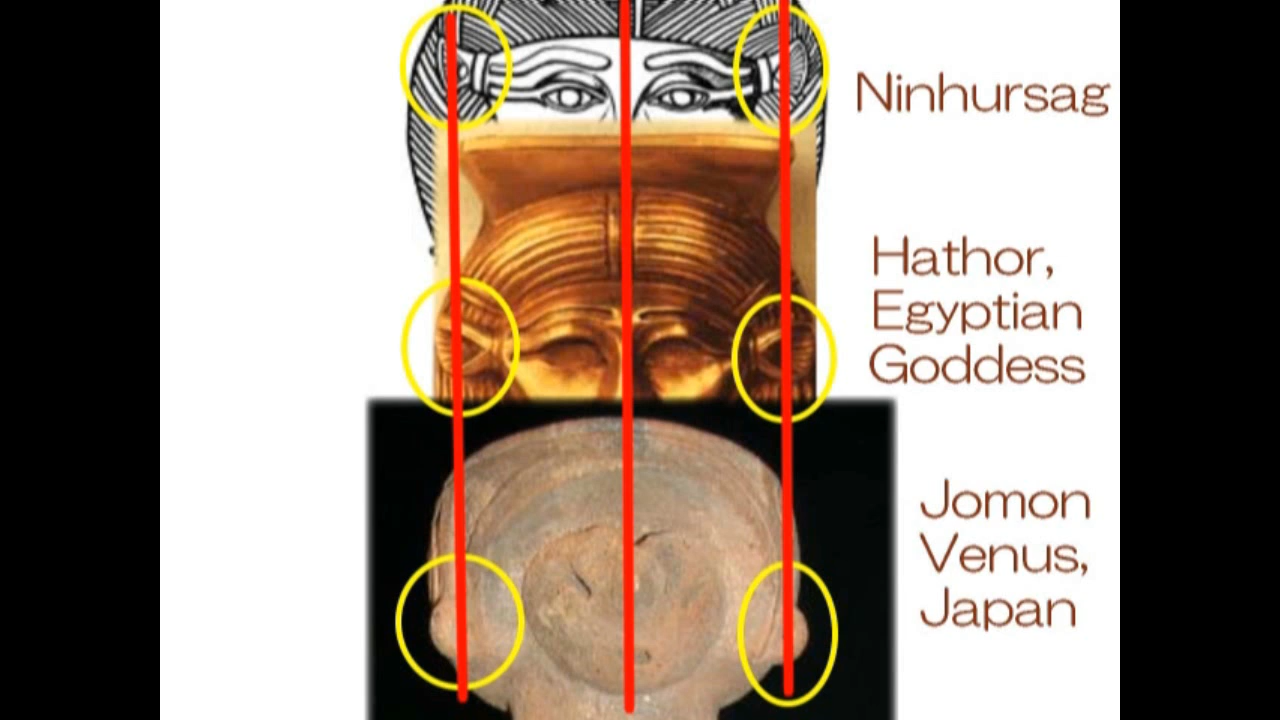 Ninhursag
Hathor,
Egyptian
Goddess
Jomon
Venus,
Japan